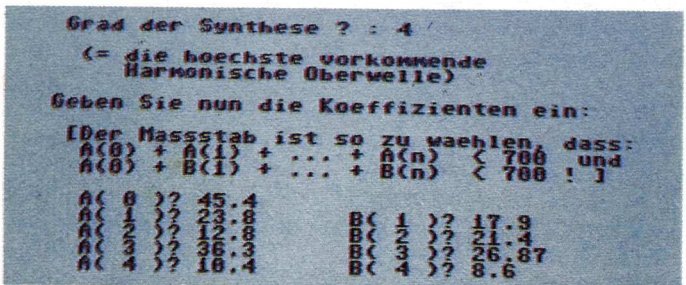 Grad der Synthese ? : 4
(= die hoechste vorkommende
Harmonische Oberwelle)
Geben Sie nun die Koeffizienten ein:
[Der Massstab ist so zu waehlen, dass:
A(0) + A(1) + ... + A(n) < 700 und
A(0) + B(1) + ... + B(n) < 700 ! ]
A( 0 )? 45.4
A( 1 )? 23.8 B( 1 )? 17.9
A( 2 )? 12.8 B( 2 )? 21.4
A( 3 )? 36.3 B( 3 )? 26.87
A( 4 )? 10.4 B( 4 )? 8.6